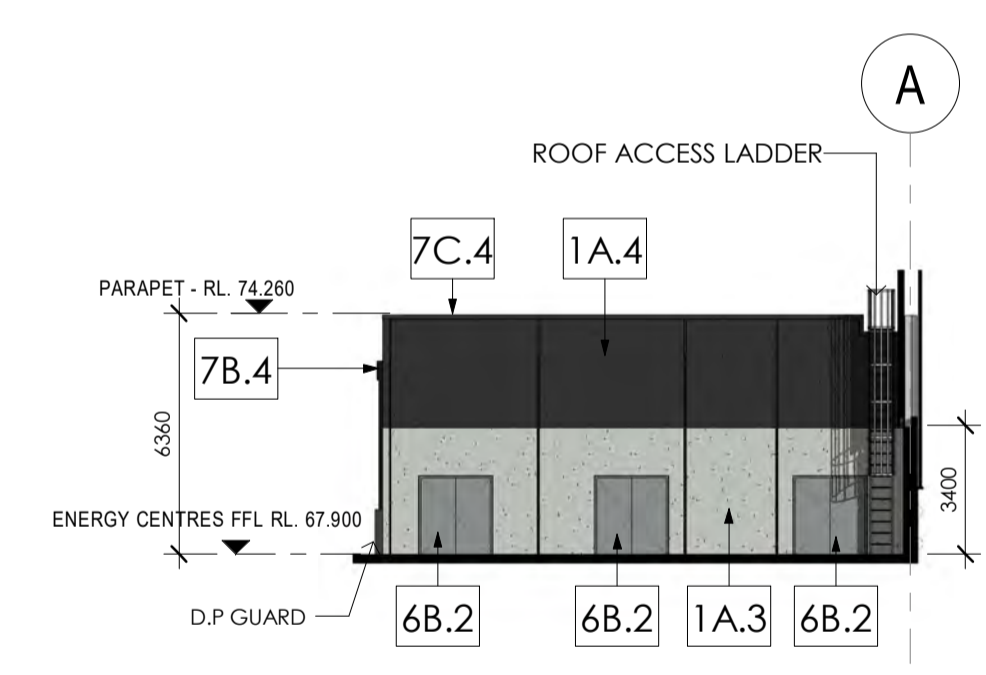 A
ROOF ACCESS LADDER
7C.4
1A.4
PARAPET - RL. 74.260
7B.4
6360
3400
ENERGY CENTRES FFL RL. 67.900
D.P GUARD
6B.2
6B.2
1A.3
6B.2